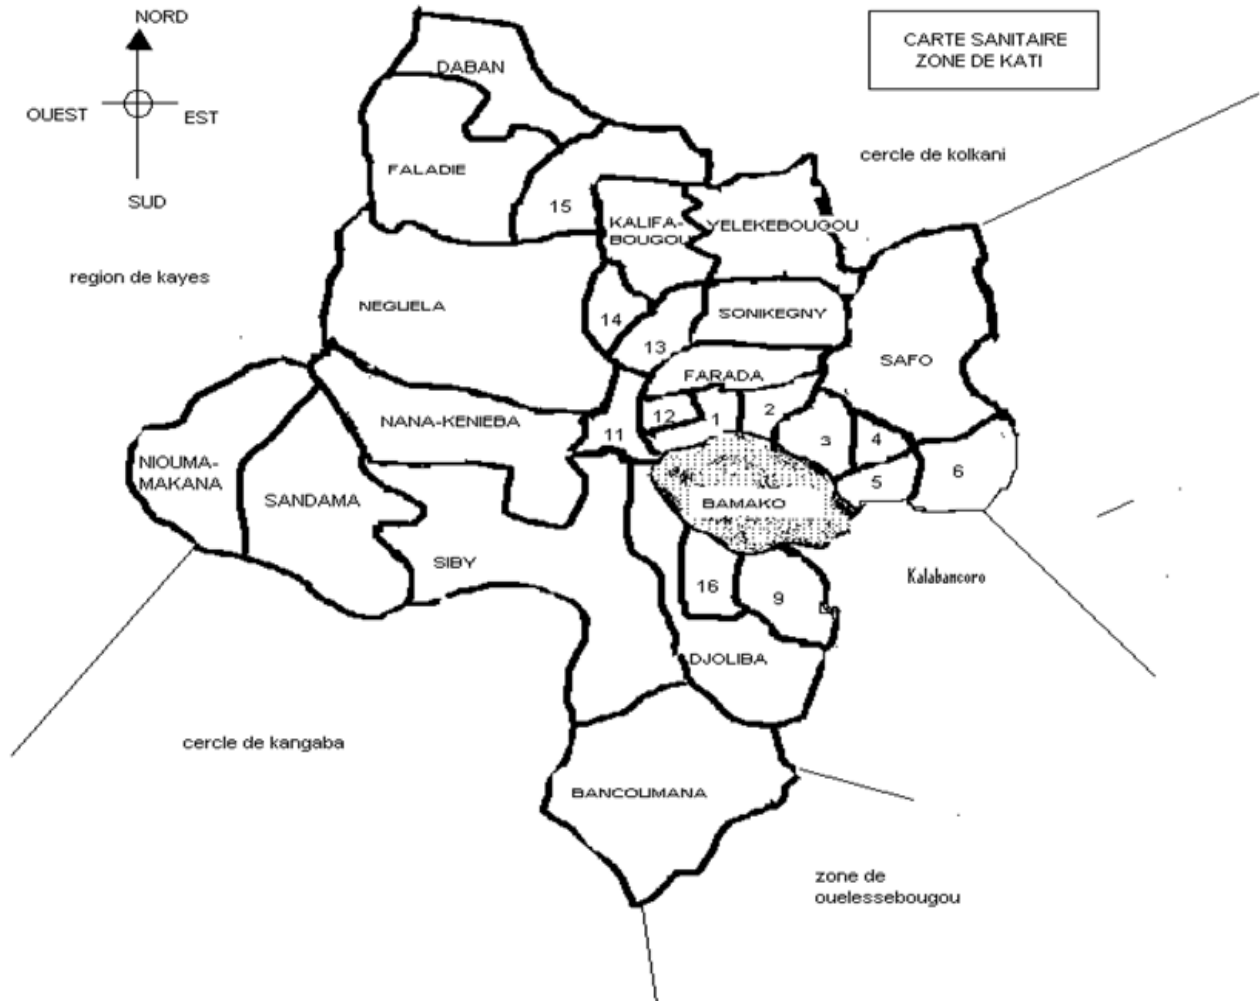 NORD
OUEST
EST
SUD
CARTE SANITAIRE
ZONE DE KATI
cercle de kolkani
region de kayes
DABAN
FALADIE
15
KALIFA-
BOUGOU
YELEKEBOUGOU
NEGUELA
14
13
SONIKEGNY
SAFO
FARADA
12
1
2
3
4
5
6
11
NANA-KENIEBA
NIOUMA-
MAKANA
SANDAMA
BAMAKO
SIBY
16
9
Kalabancoro
DJOLIBA
cercle de kangaba
BANCOUMANA
zone de
ouelessebougou